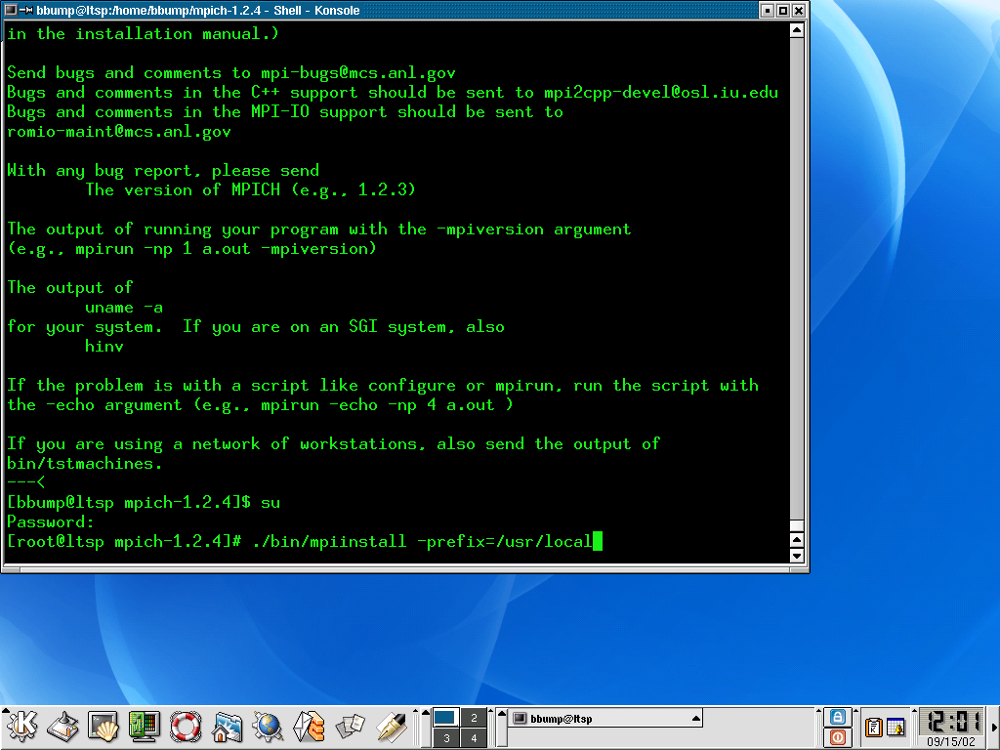 bbump@ltsp:/home/bbump/mpich-1.2.4 - Shell - Konsole
in the installation manual.)
Send bugs and comments to mpi-bugs@mcs.anl.gov
Bugs and comments in the C++ support should be sent to mpi2cpp-devel@osl.iu.edu
Bugs and comments in the MPI-IO support should be sent to
romio-maint@mcs.anl.gov
With any bug report, please send
The version of MPICH (e.g., 1.2.3)
The output of running your program with the -mpiversion argument
(e.g., mpirun -np 1 a.out -mpiversion)
The output of
uname -a
for your system.  If you are on an SGI system, also
hinv
If the problem is with a script like configure or mpirun, run the script with
the -echo argument (e.g., mpirun -echo -np 4 a.out )
If you are using a network of workstations, also send the output of
bin/tstmachines.
---<
[bbump@ltsp mpich-1.2.4]$ su
Password:
[root@ltsp mpich-1.2.4]# ./bin/mpiinstall -prefix=/usr/local
2
3 4
bbump@ltsp
12:01
09/15/02